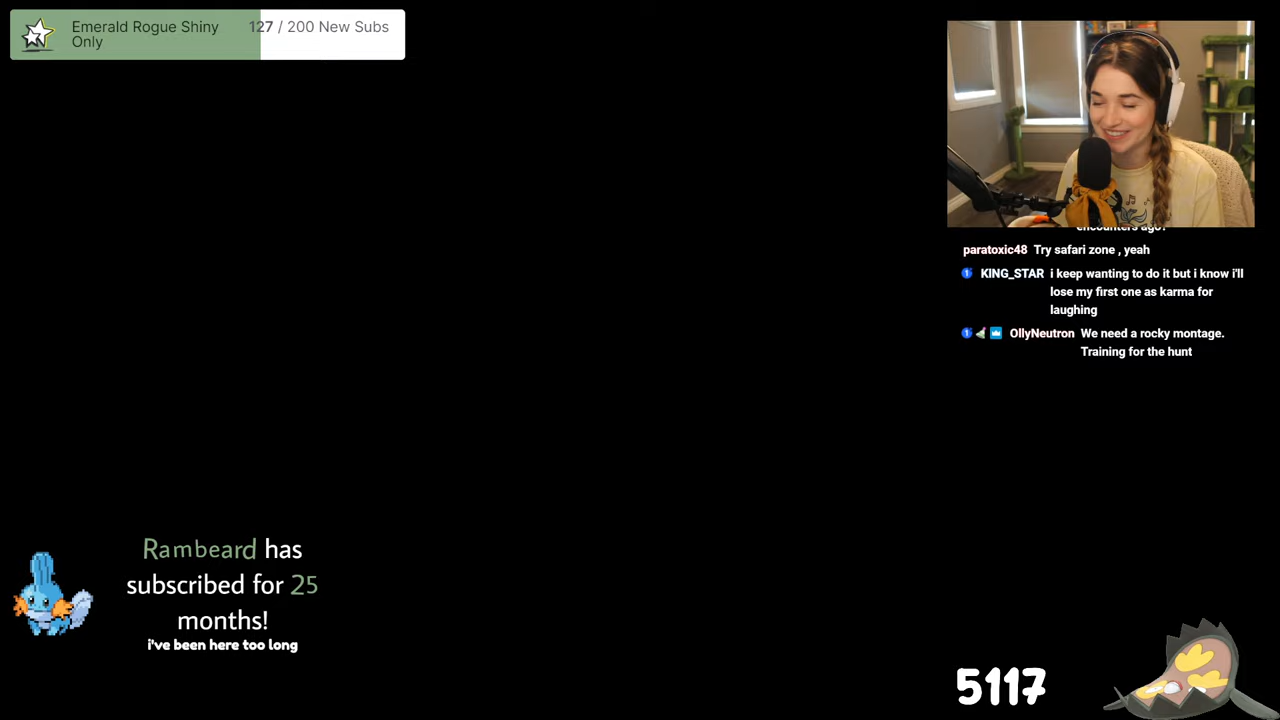 Emerald Rogue Shiny Only
127 / 200 New Subs
encounters ago?
paratoxic48 Try safari zone , yeah
KING_STAR i keep wanting to do it but i know i'll
lose my first one as karma for
laughing
OllyNeutron We need a rocky montage.
Training for the hunt
Rambeard has
subscribed for 25
months!
i've been here too long
5117